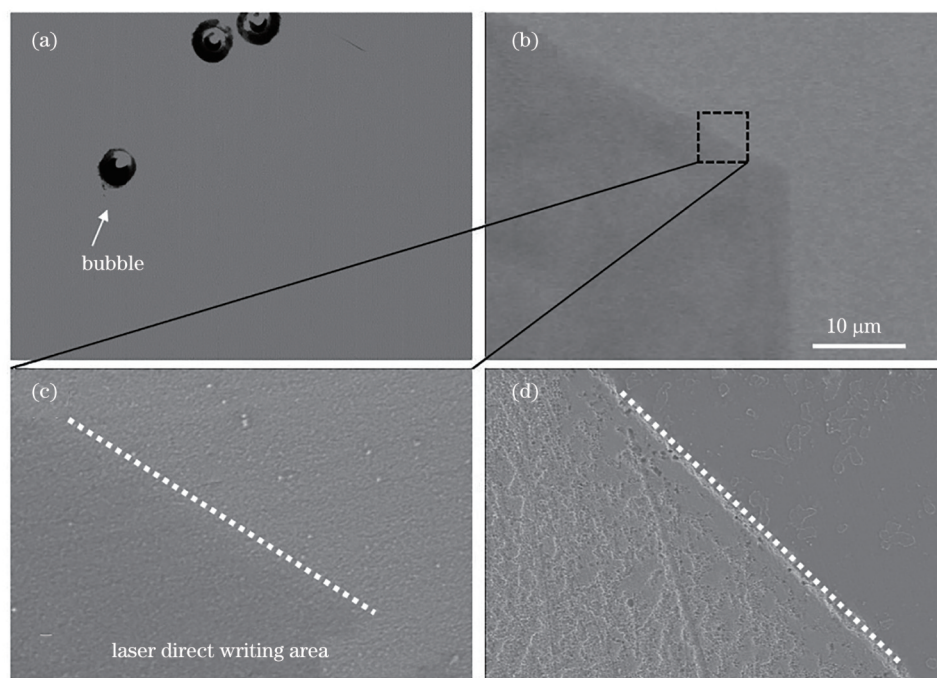 (a)
bubble
(b)
10 μm
(c)
laser direct writing area
(d)